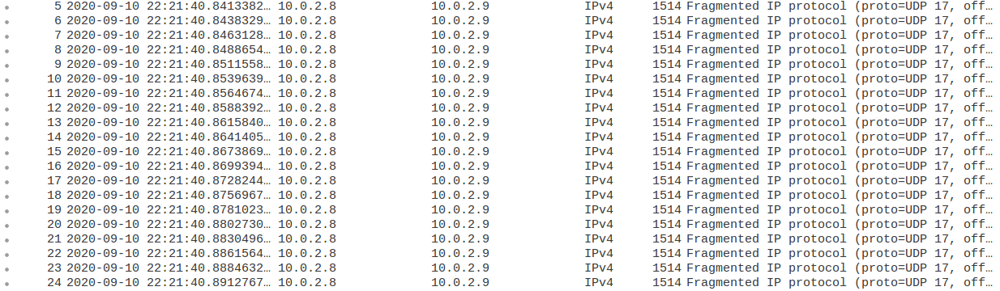 5 2020-09-10 22:21:40.8413382… 10.0.2.8 10.0.2.9 IPv4 1514 Fragmented IP protocol (proto=UDP 17, off…
6 2020-09-10 22:21:40.8438329… 10.0.2.8 10.0.2.9 IPv4 1514 Fragmented IP protocol (proto=UDP 17, off…
7 2020-09-10 22:21:40.8463128… 10.0.2.8 10.0.2.9 IPv4 1514 Fragmented IP protocol (proto=UDP 17, off…
8 2020-09-10 22:21:40.8488654… 10.0.2.8 10.0.2.9 IPv4 1514 Fragmented IP protocol (proto=UDP 17, off…
9 2020-09-10 22:21:40.8511558… 10.0.2.8 10.0.2.9 IPv4 1514 Fragmented IP protocol (proto=UDP 17, off…
10 2020-09-10 22:21:40.8539639… 10.0.2.8 10.0.2.9 IPv4 1514 Fragmented IP protocol (proto=UDP 17, off…
11 2020-09-10 22:21:40.8564674… 10.0.2.8 10.0.2.9 IPv4 1514 Fragmented IP protocol (proto=UDP 17, off…
12 2020-09-10 22:21:40.8588392… 10.0.2.8 10.0.2.9 IPv4 1514 Fragmented IP protocol (proto=UDP 17, off…
13 2020-09-10 22:21:40.8615840… 10.0.2.8 10.0.2.9 IPv4 1514 Fragmented IP protocol (proto=UDP 17, off…
14 2020-09-10 22:21:40.8641405… 10.0.2.8 10.0.2.9 IPv4 1514 Fragmented IP protocol (proto=UDP 17, off…
15 2020-09-10 22:21:40.8673869… 10.0.2.8 10.0.2.9 IPv4 1514 Fragmented IP protocol (proto=UDP 17, off…
16 2020-09-10 22:21:40.8699394… 10.0.2.8 10.0.2.9 IPv4 1514 Fragmented IP protocol (proto=UDP 17, off…
17 2020-09-10 22:21:40.8728244… 10.0.2.8 10.0.2.9 IPv4 1514 Fragmented IP protocol (proto=UDP 17, off…
18 2020-09-10 22:21:40.8756967… 10.0.2.8 10.0.2.9 IPv4 1514 Fragmented IP protocol (proto=UDP 17, off…
19 2020-09-10 22:21:40.8781023… 10.0.2.8 10.0.2.9 IPv4 1514 Fragmented IP protocol (proto=UDP 17, off…
20 2020-09-10 22:21:40.8802730… 10.0.2.8 10.0.2.9 IPv4 1514 Fragmented IP protocol (proto=UDP 17, off…
21 2020-09-10 22:21:40.8830496… 10.0.2.8 10.0.2.9 IPv4 1514 Fragmented IP protocol (proto=UDP 17, off…
22 2020-09-10 22:21:40.8861564… 10.0.2.8 10.0.2.9 IPv4 1514 Fragmented IP protocol (proto=UDP 17, off…
23 2020-09-10 22:21:40.8884632… 10.0.2.8 10.0.2.9 IPv4 1514 Fragmented IP protocol (proto=UDP 17, off…
24 2020-09-10 22:21:40.8912767… 10.0.2.8 10.0.2.9 IPv4 1514 Fragmented IP protocol (proto=UDP 17, off…